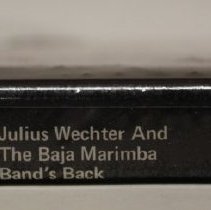 Julius Wechter And
The Baja Marimba
Band's Back